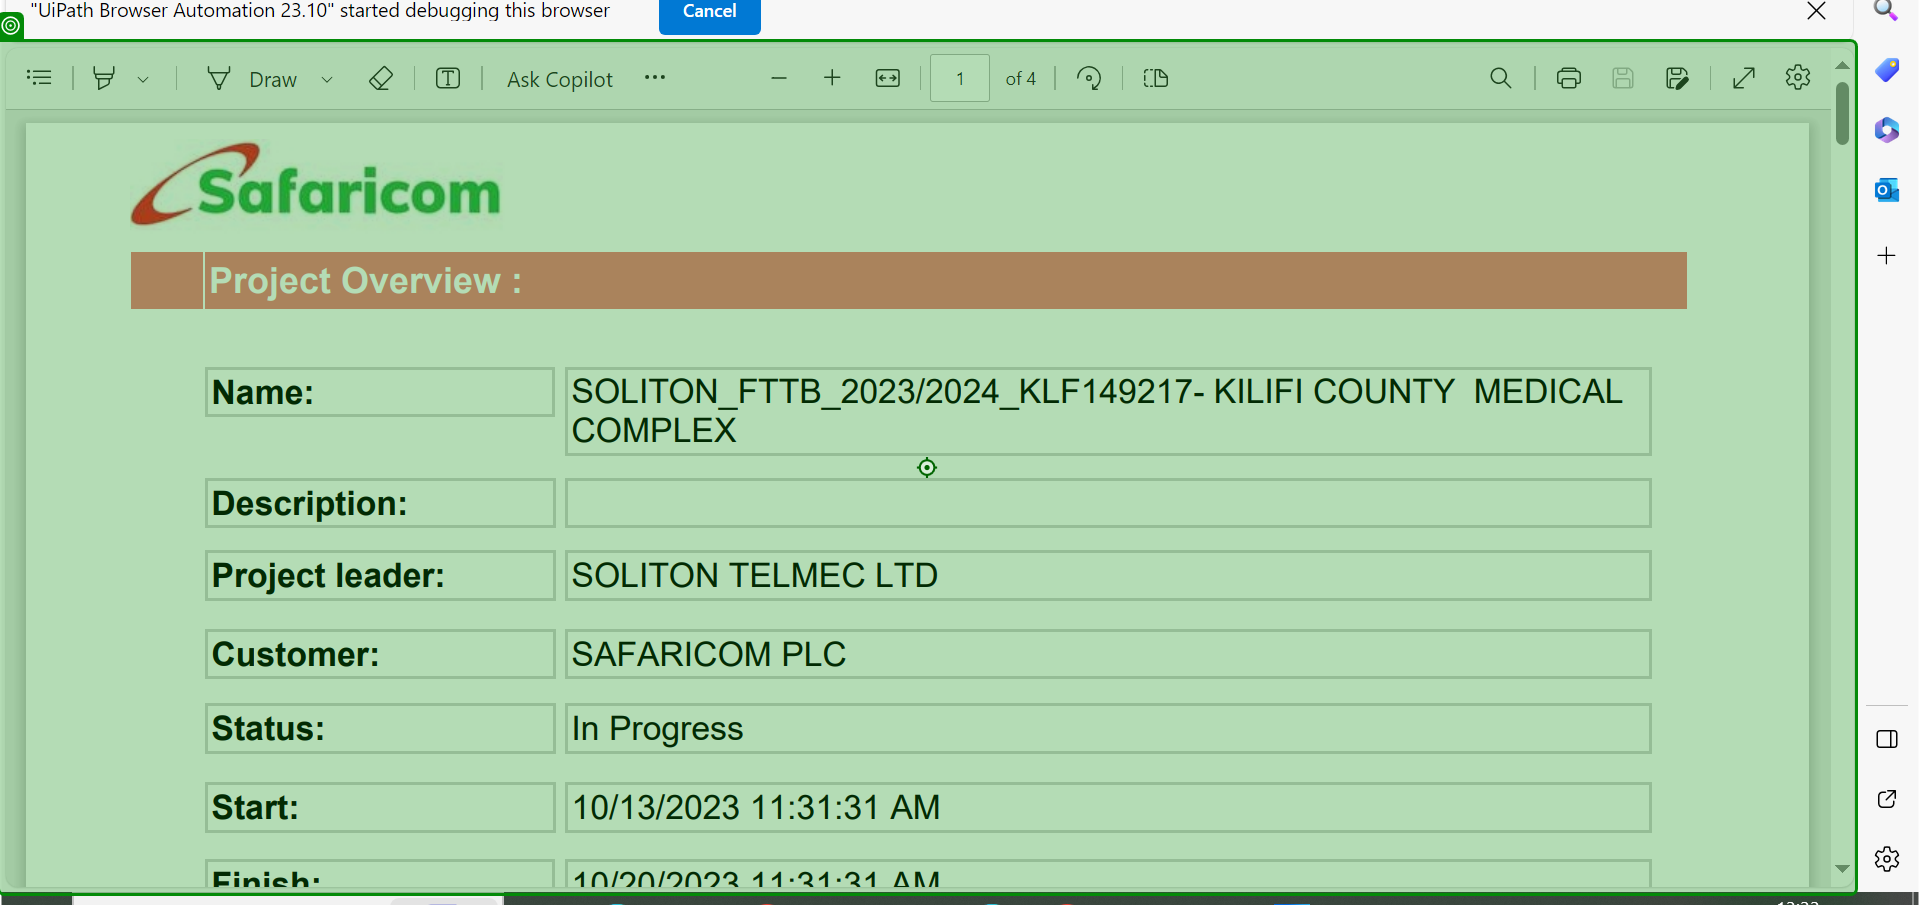 "UiPath Browser Automation 23.10" started debugging this browser
Cancel
Draw
Ask Copilot
1
of 4
Safaricom
Project Overview :
Name:
SOLITON_FTTB_2023/2024_KLF149217- KILIFI COUNTY  MEDICAL
COMPLEX
Description:
Project leader:
SOLITON TELMEC LTD
Customer:
SAFARICOM PLC
Status:
In Progress
Start:
10/13/2023 11:31:31 AM
Finish:
10/20/2023 11:31:31 AM